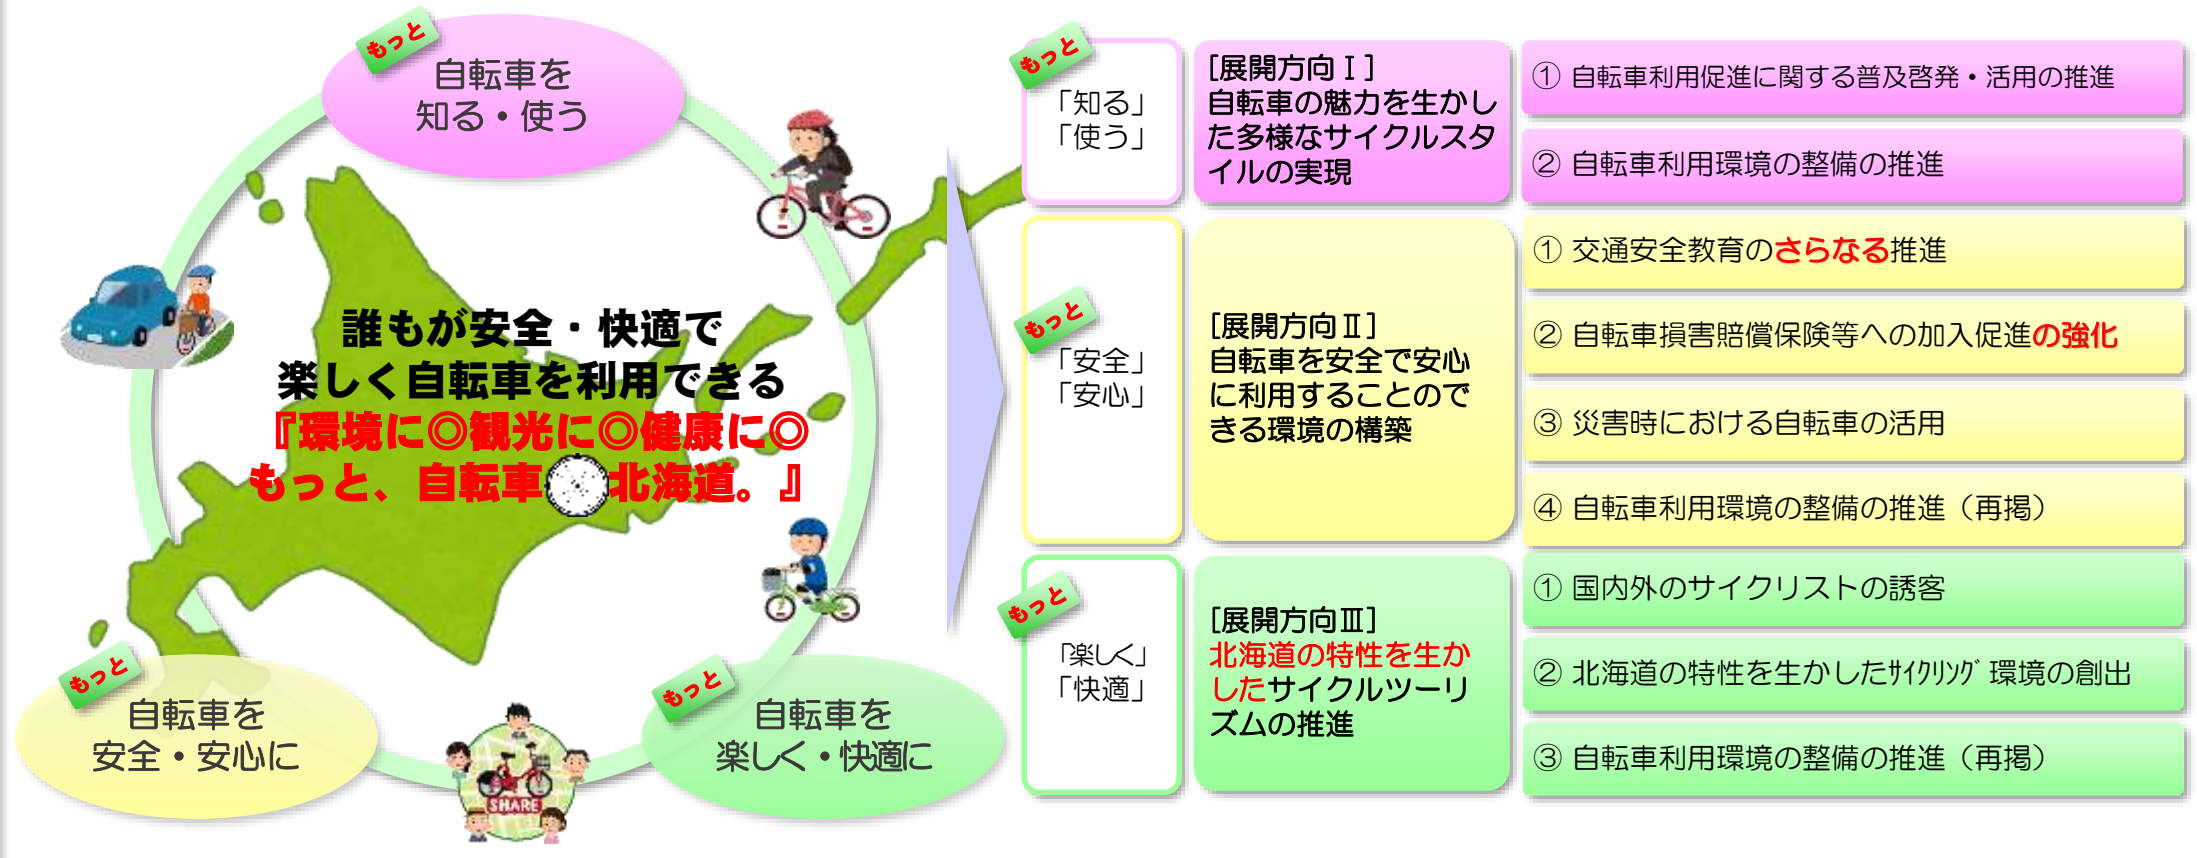 もっと
自転車を
知る・使う
誰もが安全・快適で
楽しく自転車を利用できる
『環境に◎観光に◎健康に◎
もっと、自転車
北海道。』
もっと
自転車を
安全・安心に
SHARE
もっと
自転車を
楽しく・快適に
もっと
「知る」
「使う」
[展開方向Ⅰ]
自転車の魅力を生かし
た多様なサイクルスタ
イルの実現
① 自転車利用促進に関する普及啓発・活用の推進
② 自転車利用環境の整備の推進
もっと
「安全」
「安心」
[展開方向Ⅱ]
自転車を安全で安心
に利用することので
きる環境の構築
① 交通安全教育のさらなる推進
② 自転車損害賠償保険等への加入促進の強化
③ 災害時における自転車の活用
④ 自転車利用環境の整備の推進（再掲）
もっと
「楽しく」
「快適」
[展開方向Ⅲ]
北海道の特性を生か
したサイクルツーリ
ズムの推進
① 国内外のサイクリストの誘客
② 北海道の特性を生かしたｻｲｸﾘﾝｸﾞ環境の創出
③ 自転車利用環境の整備の推進（再掲）